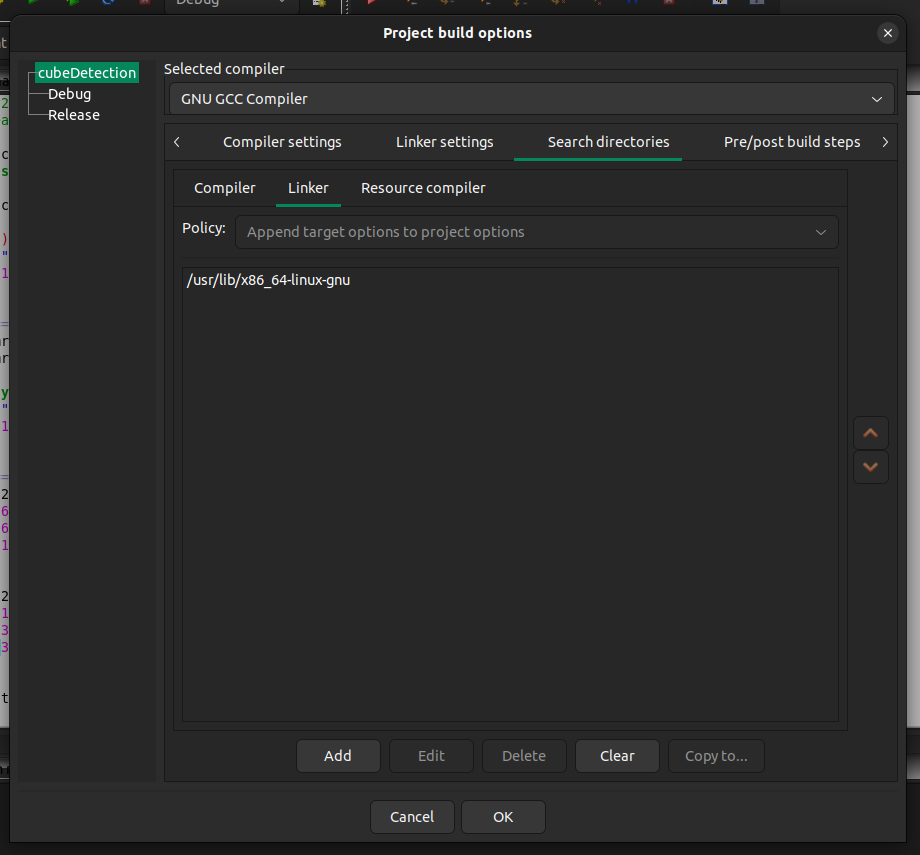 Debug
Project build options
cubeDetection
Debug
Release
Selected compiler
GNU GCC Compiler
Compiler settings
Linker settings
Search directories
Pre/post build steps
Compiler
Linker
Resource compiler
Policy:
Append target options to project options
/usr/lib/x86_64-linux-gnu
Add
Edit
Delete
Clear
Copy to...
Cancel
OK